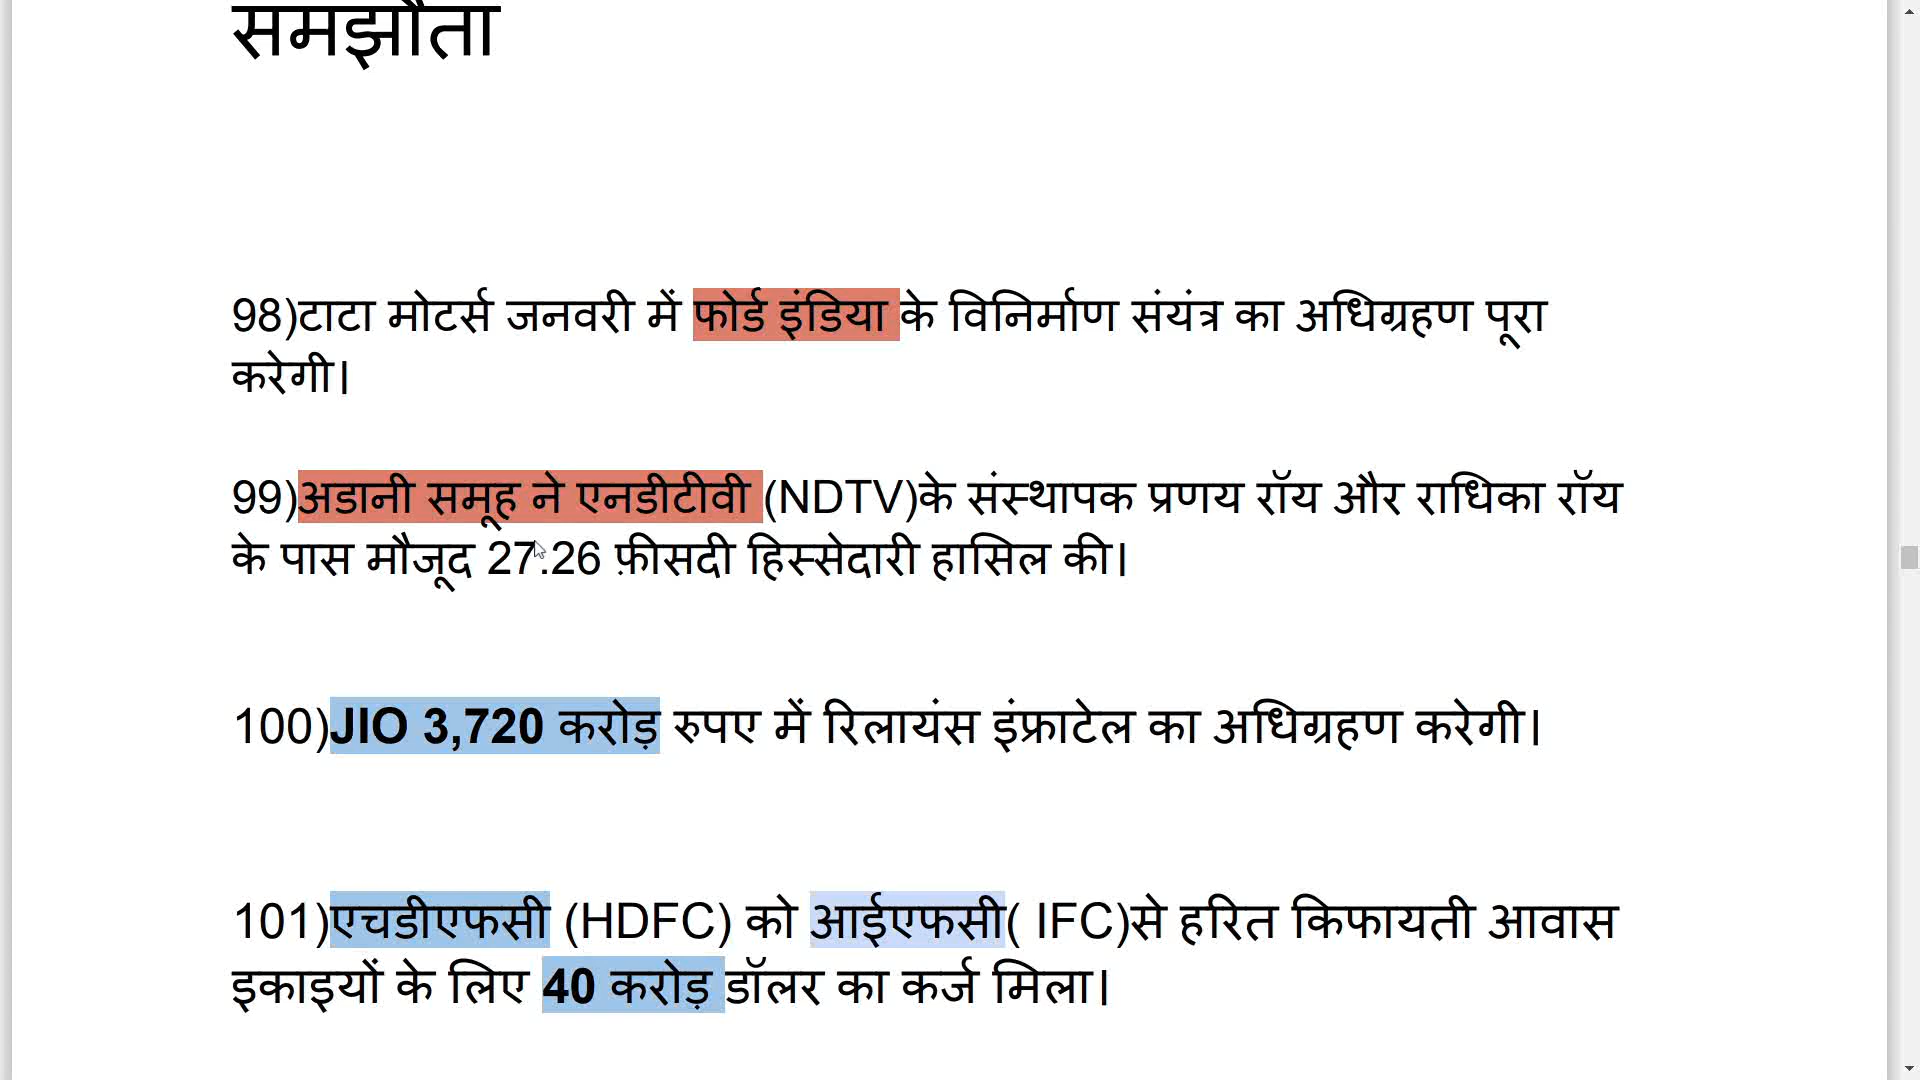 समझौता
98)टाटा मोटर्स जनवरी में फोर्ड इंडिया के विनिर्माण संयंत्र का अधिग्रहण पूरा
करेगी।
99)अडानी समूह ने एनडीटीवी (NDTV)के संस्थापक प्रणय रॉय और राधिका रॉय
के पास मौजूद 27.26 फ़ीसदी हिस्सेदारी हासिल की।
100)JIO 3,720 करोड़ रुपए में रिलायंस इंफ्राटेल का अधिग्रहण करेगी।
101)एचडीएफसी (HDFC) को आईएफसी( IFC)से हरित किफायती आवास
इकाइयों के लिए 40 करोड़ डॉलर का कर्ज मिला।